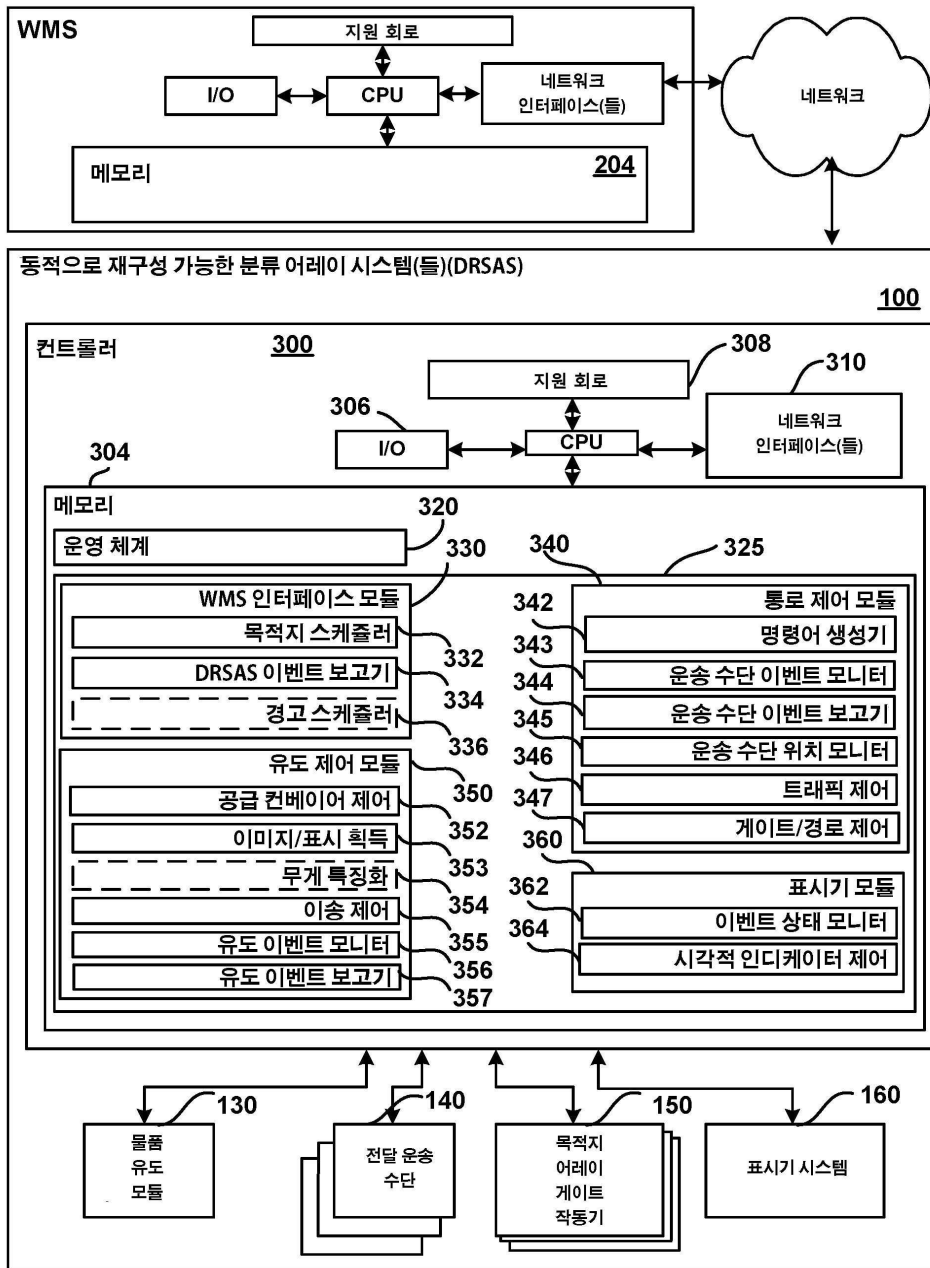 WMS
지원 회로
I/O
CPU
네트워크
인터페이스(들)
네트워크
메모리
204
동적으로 재구성 가능한 분류 어레이 시스템(들)(DRSAS)
100
컨트롤러
300
308
지원 회로
310
306
I/O
CPU
네트워크
인터페이스(들)
304
메모리
320
운영 체계
330
340
325
WMS 인터페이스 모듈
목적지 스케쥴러
332
DRSAS 이벤트 보고기
334
경고 스케쥴러
336
유도 제어 모듈
350
공급 컨베이어 제어
352
이미지/표시 획득
353
무게 특징화
354
이송 제어
355
유도 이벤트 모니터
356
유도 이벤트 보고기
357
통로 제어 모듈
342
명령어 생성기
343
운송 수단 이벤트 모니터
344
운송 수단 이벤트 보고기
345
운송 수단 위치 모니터
346
트래픽 제어
347
게이트/경로 제어
360
표시기 모듈
362
이벤트 상태 모니터
364
시각적 인디케이터 제어
130
물품
유도
모듈
140
전달 운송
수단
150
목적지
어레이
게이트
작동기
160
표시기 시스템